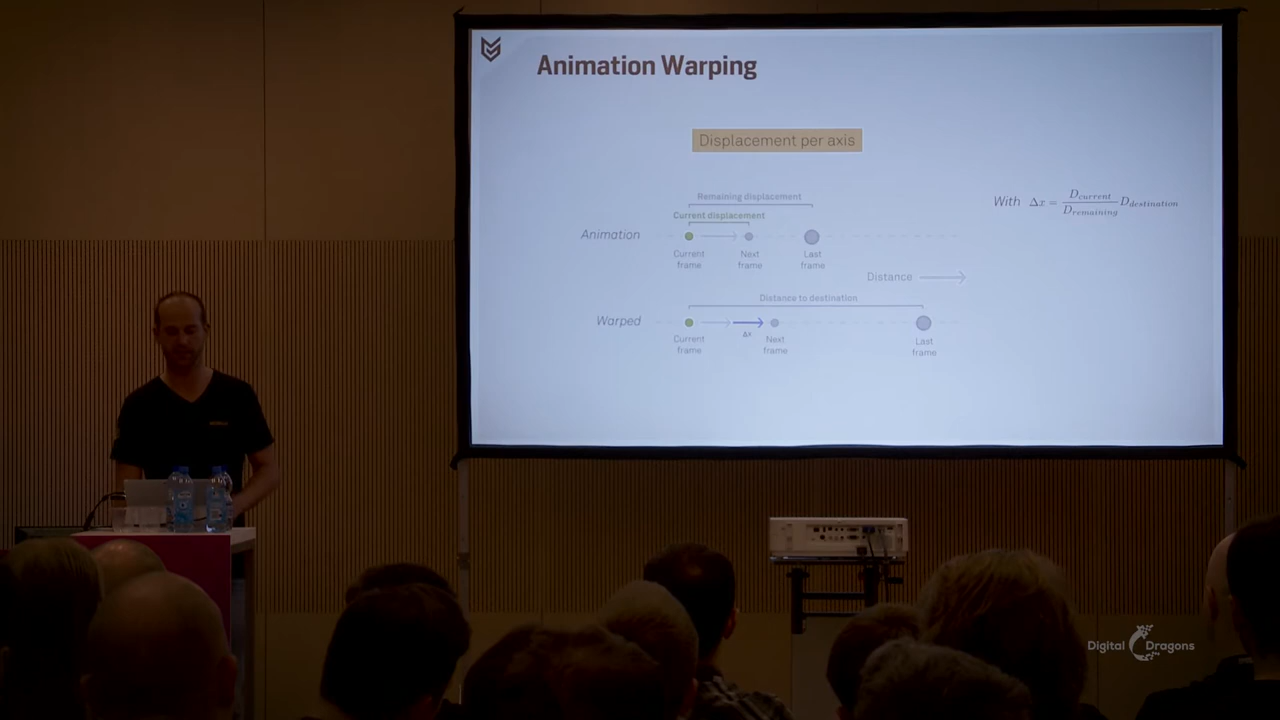 Animation Warping
Displacement per axis
Remaining displacement
With Δx = D_current / D_remaining D_destination
Current displacement
Animation
Current
frame
Next
frame
Last
frame
Distance
Distance to destination
Warped
Δx
Current
frame
Next
frame
Last
frame
Digital Dragons